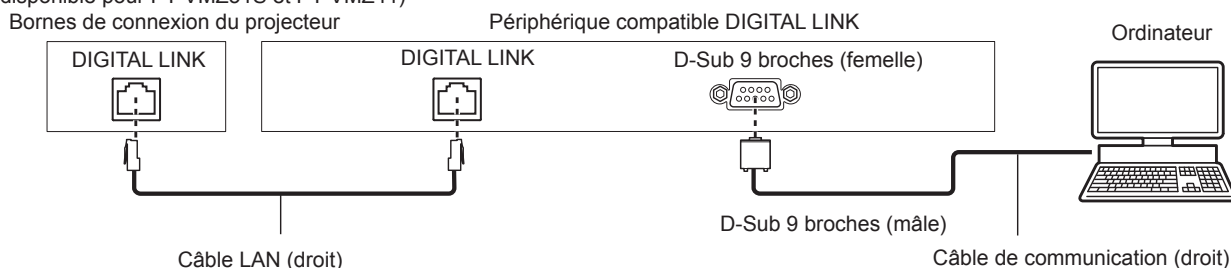 Bornes de connexion du projecteur
Périphérique compatible DIGITAL LINK
Ordinateur
DIGITAL LINK
DIGITAL LINK
D-Sub 9 broches (femelle)
D-Sub 9 broches (mâle)
Câble LAN (droit)
Câble de communication (droit)